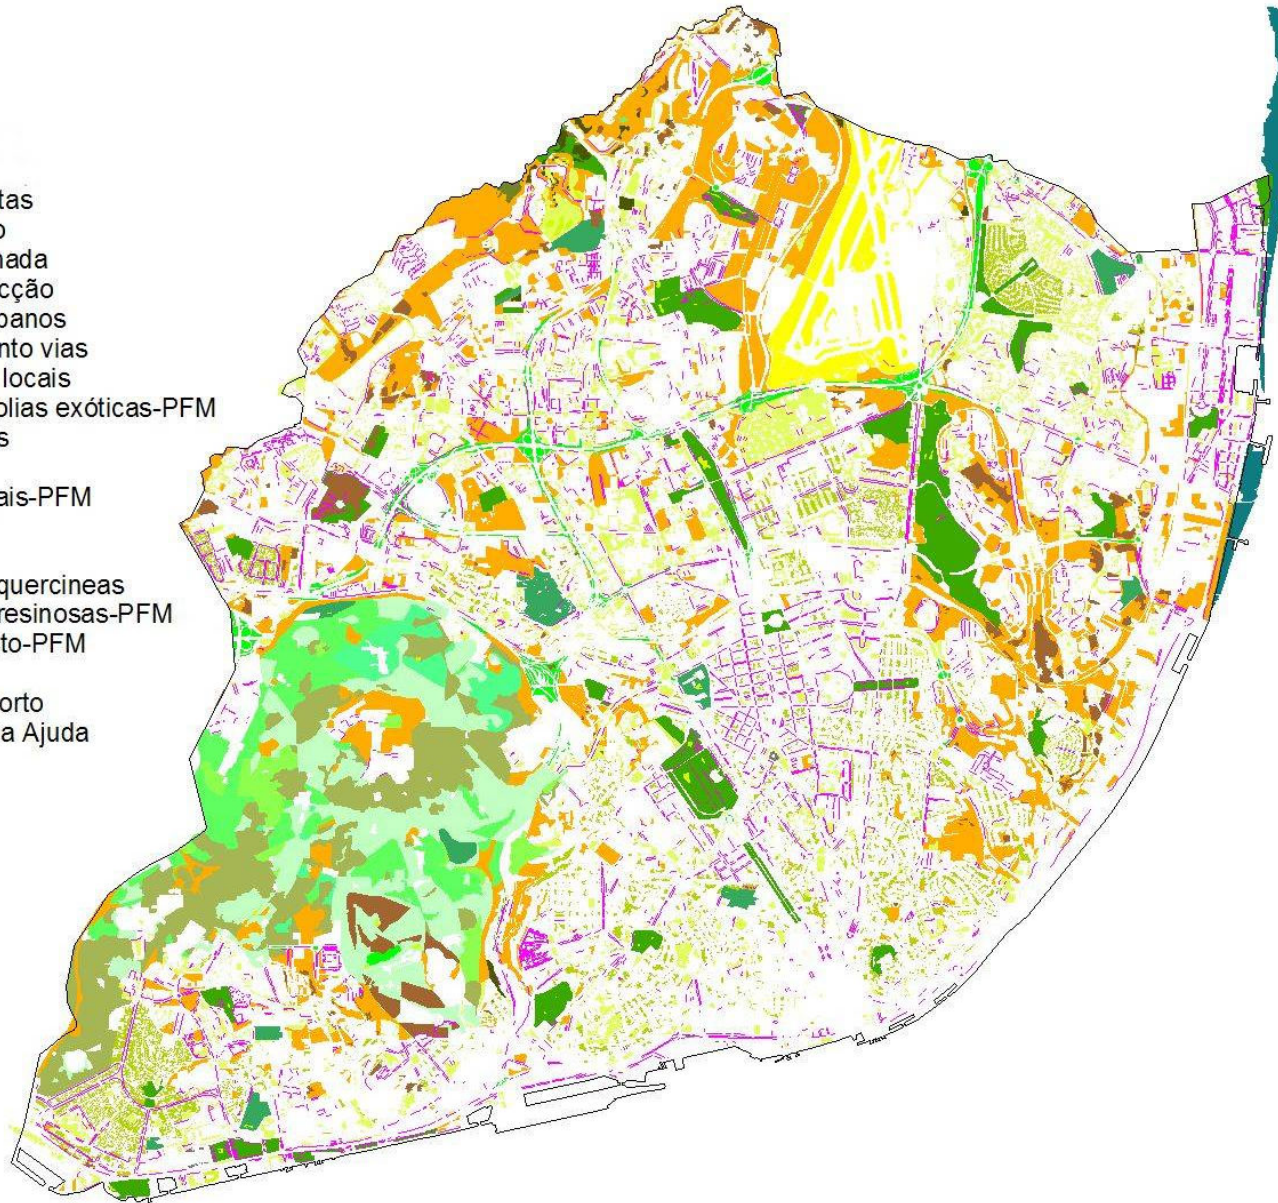 tas
o
nada
cção
banos
nto vias
locais
olias exóticas-PFM
s
ais-PFM
quercineas
resinosas-PFM
to-PFM
orto
a Ajuda